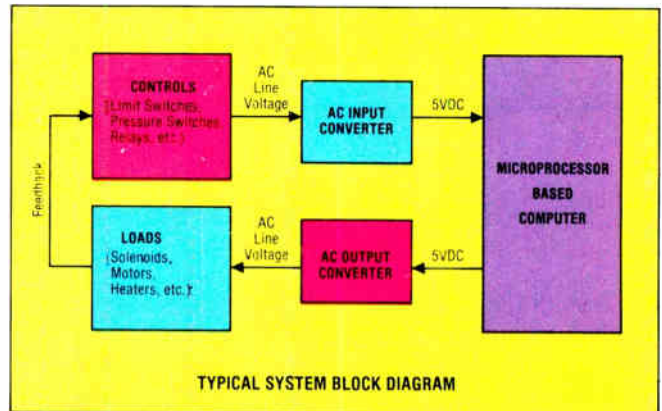 CONTROLS
[Limit Switches,
Pressure Switches
Relays, etc.)
AC
Line
Voltage
AC INPUT
CONVERTER
5VDC
MICROPROCESSOR
BASED
COMPUTER
Feedback
LOADS
[Solenoids,
Motors,
Heaters, etc.)
AC
Line
Voltage
AC OUTPUT
CONVERTER
5VDC
TYPICAL SYSTEM BLOCK DIAGRAM